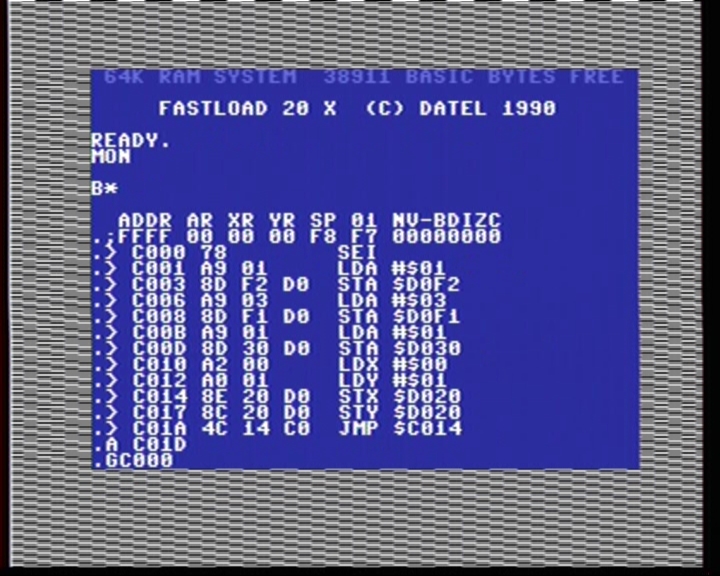 64K RAM SYSTEM  38911 BASIC BYTES FREE
FASTLOAD 20 X  (C) DATEL 1990
READY.
MON
B*
ADDR AR XR YR SP 01 NV-BDIZC
.;FFFF 00 00 00 F8 F7 00000000
.> C000 78 SEI
.> C001 A9 01 LDA #$01
.> C003 8D F2 D0 STA $D0F2
.> C006 A9 03 LDA #$03
.> C008 8D F1 D0 STA $D0F1
.> C00B A9 01 LDA #$01
.> C00D 8D 30 D0 STA $D030
.> C010 A2 00 LDX #$00
.> C012 A0 01 LDY #$01
.> C014 8E 20 D0 STX $D020
.> C017 8C 20 D0 STY $D020
.> C01A 4C 14 C0 JMP $C014
.A C01D
.GC000